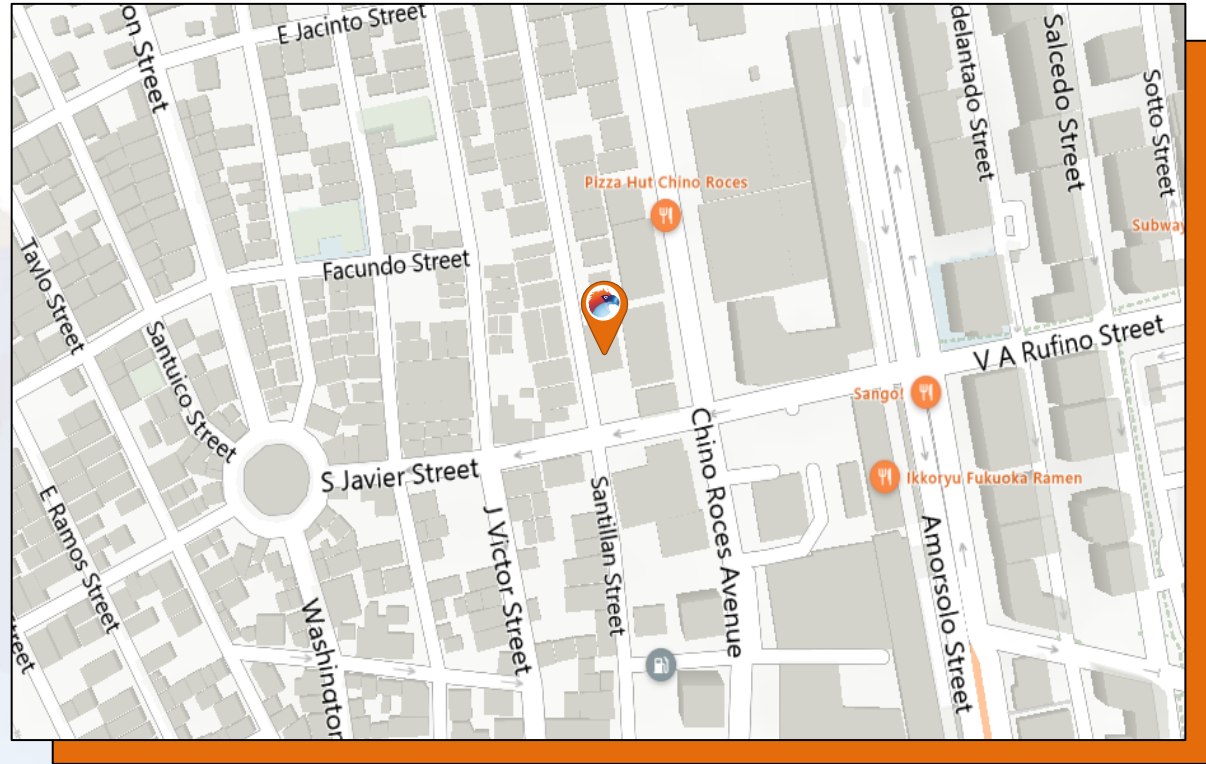 E Jacinto Street
on Street
delantado Street
Salcedo Street
Sotto Street
Pizza Hut Chino Roces
Subway
Taylo Street
Facundo Street
V A Rufino Street
Santuico Street
Sango!
Chino Roces Avenue
S Javier Street
Ikkoryu Fukuoka Ramen
E Ramos Street
J Victor Street
Santillan Street
Amorsolo Street
Washington
treet